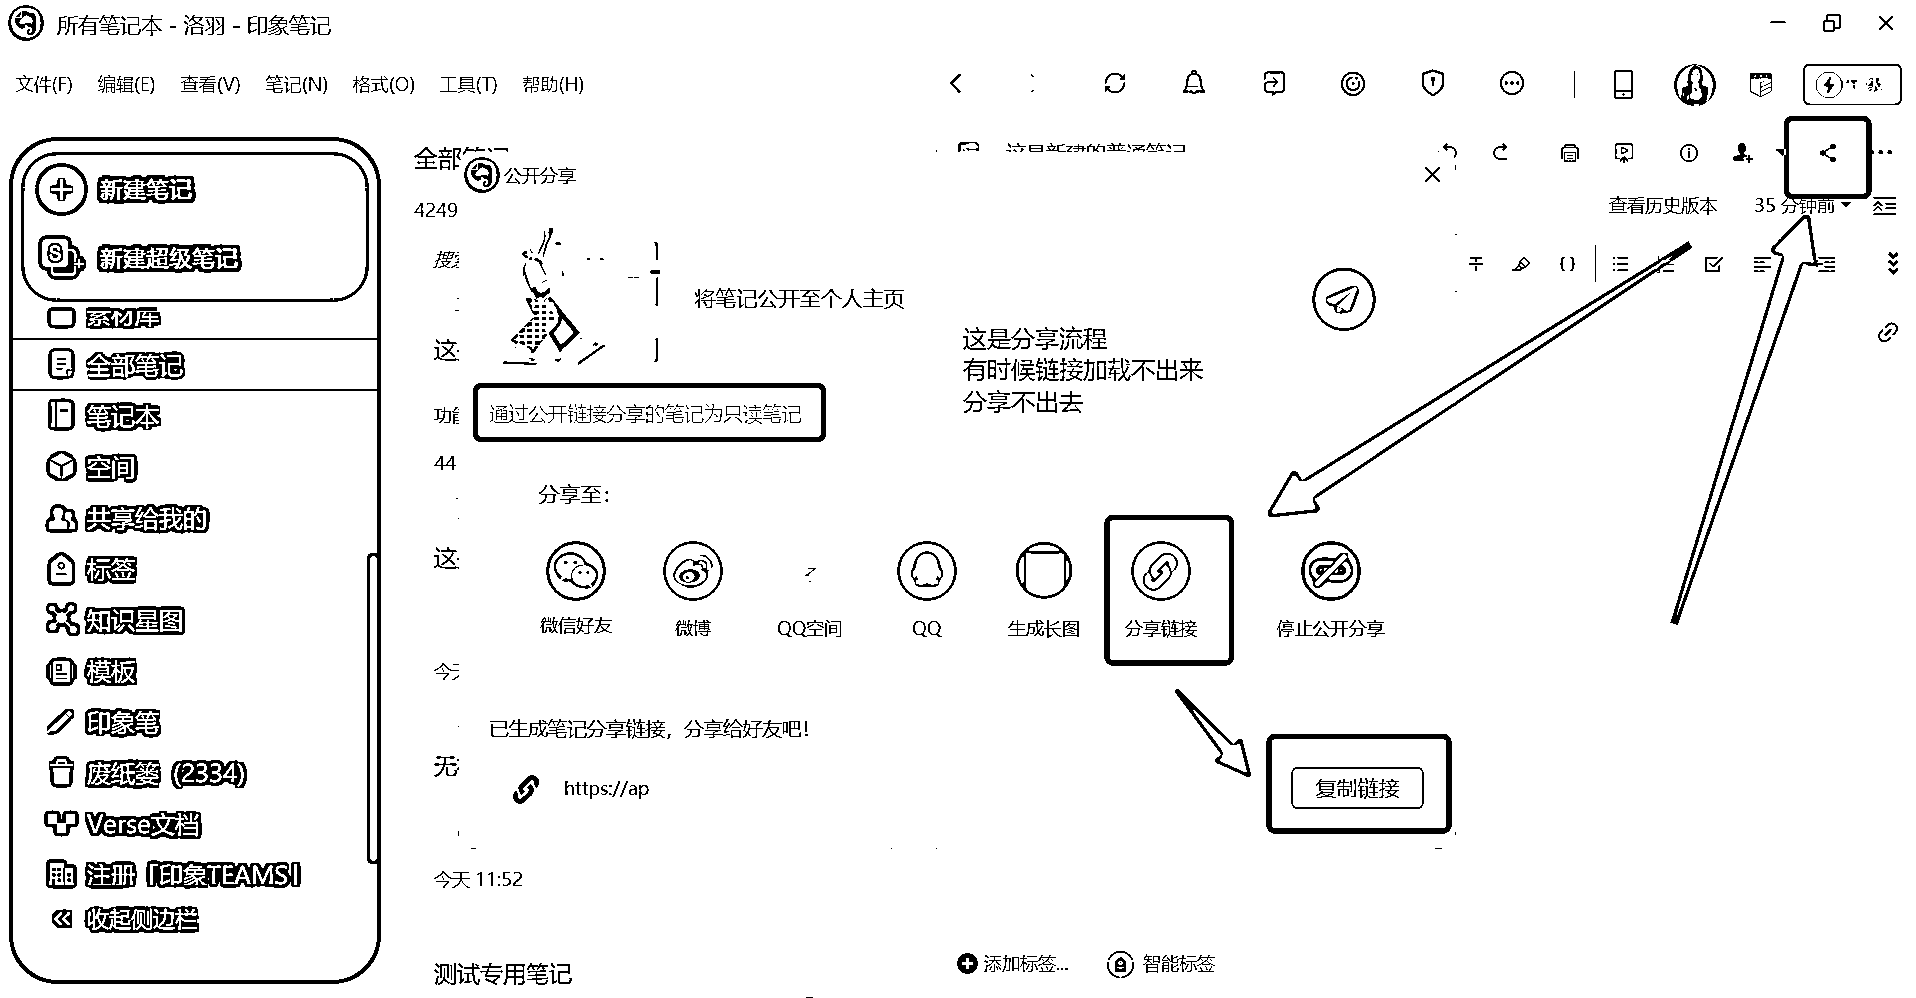 所有笔记本 - 洛羽 - 印象笔记
文件(F) 编辑(E) 查看(V) 笔记(N) 格式(O) 工具(T) 帮助(H)
新建笔记
新建超级笔记
素材库
全部笔记
笔记本
空间
共享给我的
标签
知识星图
模板
印象笔
废纸篓 (2334)
Verse文档
注册「印象TEAMS」
收起侧边栏
全部笔记
4249
这
功能
44
这
今天
无
今天 11:52
测试专用笔记
这是新建的普通笔记
查看历史版本 35 分钟前
公开分享
将笔记公开至个人主页
这是分享流程
有时候链接加载不出来
分享不出去
通过公开链接分享的笔记为只读笔记
分享至:
微信好友 微博 QQ空间 QQ 生成长图 分享链接 停止公开分享
已生成笔记分享链接，分享给好友吧!
https://ap
复制链接
添加标签... 智能标签